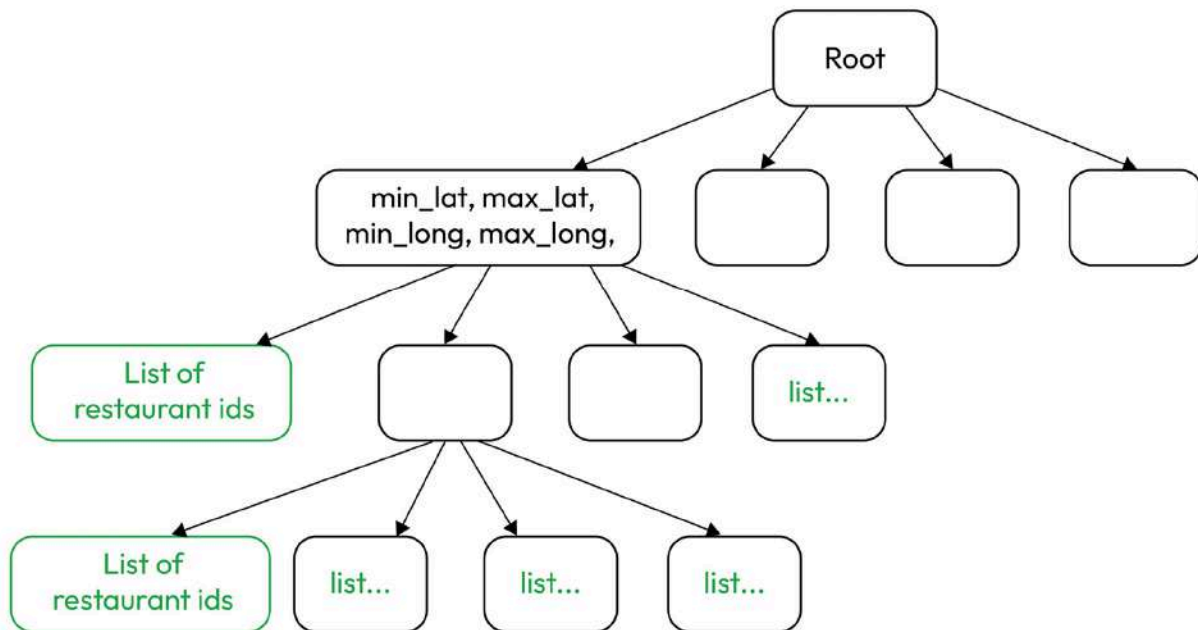 Root
min_lat, max_lat,
min_long, max_long,
List of
restaurant ids
list...
List of
restaurant ids
list...
list...
list...